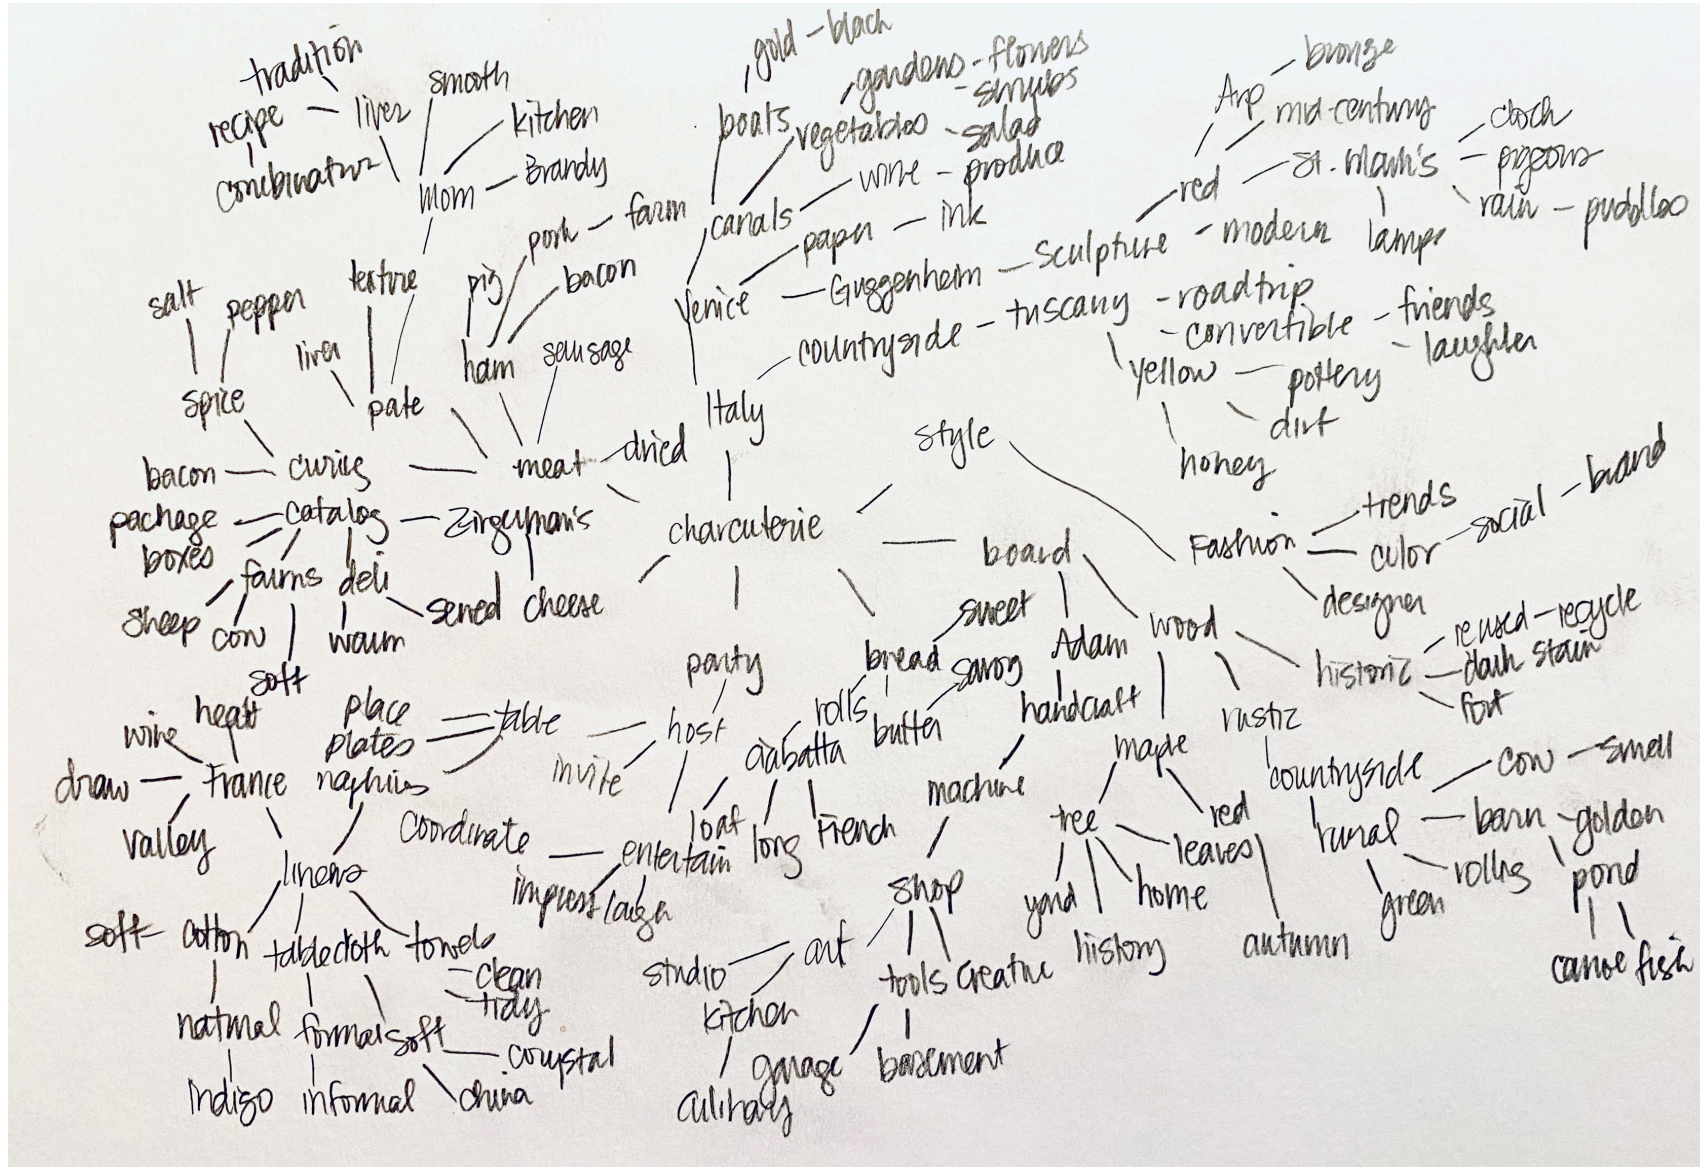 gold - black
tradition
smooth
gardens - flowers
- shrubs
bronze
recipe
liver
kitchen
boats
vegetables - salad
Arp
mid-century
clock
Brandy
wine - produce
St. Mark's
pigeons
mom
red
rain - puddles
pork - farm
canals
paper - ink
lamps
texture
pig
bacon
Venice
Guggenheim - sculpture - modern
salt
pepper
liver
ham
sausage
countryside - tuscany - roadtrip
- convertible - friends
- laughter
yellow - pottery
dirt
honey
spice
pate
Italy
style
bacon
curing
meat
dried
package
catalog
Zingerman's
charcuterie
board
Fashion
trends
color
social - brand
designer
boxes
farms
deli
sheep
cow
warm
served
cheese
sweet
soft
party
bread
savory
Adam
wood
historic
reused - recycle
dark stain
fort
wine
heart
place
plates
napkins
table
host
rolls
butter
handcraft
rustic
draw
France
invite
ciabatta
machine
maple
countryside
cow - smell
valley
coordinate
loaf
long
French
tree
red
rural
barn - golden
linens
entertain
impress
laugh
shop
leaves
rolling
pond
yard
home
green
soft
cotton
tablecloth
towels
- clean
- tidy
studio
art
tools
creative
history
autumn
canoe
fish
natural
formal
soft
kitchen
crystal
garage
basement
indigo
informal
china
culinary